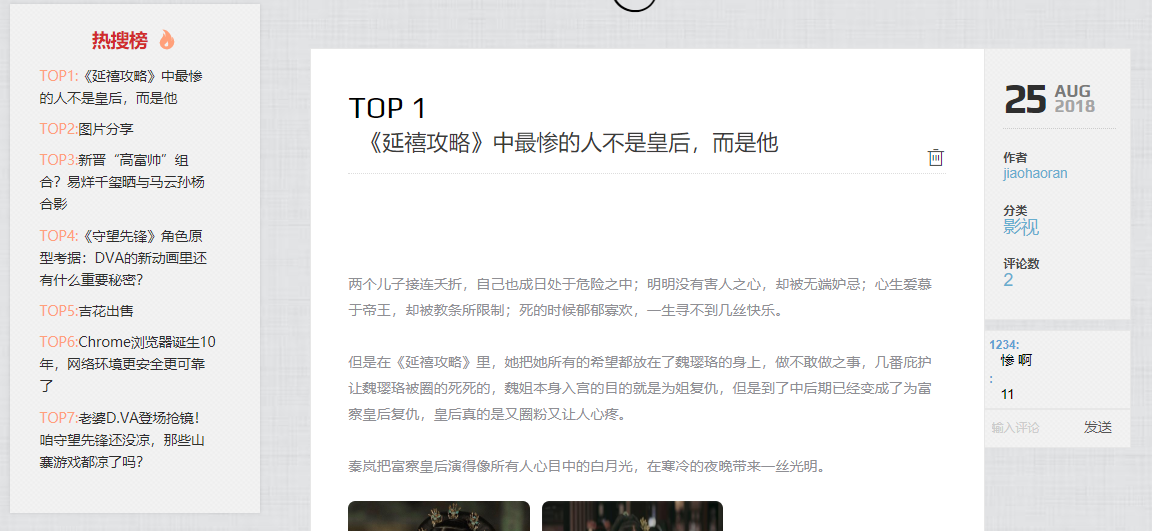 热搜榜
TOP1:《延禧攻略》中最惨
的人不是皇后，而是他
TOP2:图片分享
TOP3:新晋“高富帅”组
合？易烊千玺晒与马云孙杨
合影
TOP4:《守望先锋》角色原
型考据：DVA的新动画里还
有什么重要秘密？
TOP5:吉花出售
TOP6:Chrome浏览器诞生10
年，网络环境更安全更可靠
了
TOP7:老婆D.VA登场抢镜！
咱守望先锋还没凉，那些山
寨游戏都凉了吗？
TOP 1
《延禧攻略》中最惨的人不是皇后，而是他
两个儿子接连夭折，自己也成日处于危险之中；明明没有害人之心，却被无端妒忌；心生爱慕
于帝王，却被教条所限制；死的时候郁郁寡欢，一生寻不到几丝快乐。
但是在《延禧攻略》里，她把她所有的希望都放在了魏璎珞的身上，做不敢做之事，几番庇护
让魏璎珞被圈的死死的，魏姐本身入宫的目的就是为姐复仇，但是到了中后期已经变成了为富
察皇后复仇，皇后真的是又圈粉又让人心疼。
秦岚把富察皇后演得像所有人心目中的白月光，在寒冷的夜晚带来一丝光明。
25 AUG
2018
作者
jiaohaoran
分类
影视
评论数
2
1234:
惨 啊
:
11
输入评论 发送